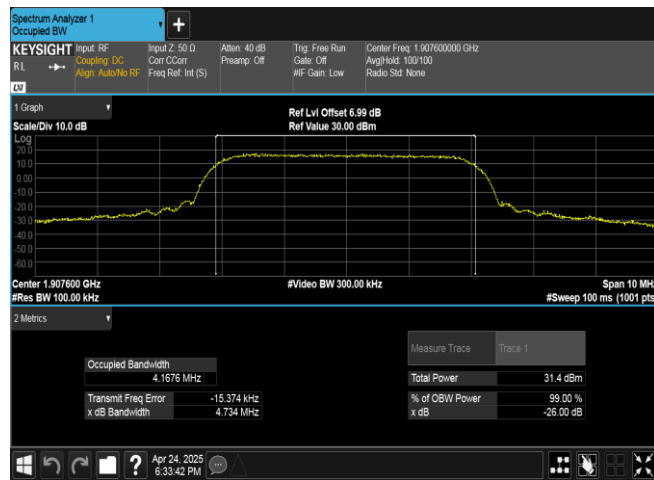 Spectrum Analyzer 1
Occupied BW
KEYSIGHT
RL
LXI
Input: RF
Coupling: DC
Align: Auto/No RF
Input Z: 50 Ω
Corr CCorr
Freq Ref: Int (S)
Atten: 40 dB
Preamp: Off
Trig: Free Run
Gate: Off
#IF Gain: Low
Center Freq: 1.907600000 GHz
Avg|Hold: 100/100
Radio Std: None
1 Graph
Scale/Div 10.0 dB
Ref Lvl Offset 6.99 dB
Ref Value 30.00 dBm
Log
20.0
10.0
0.00
-10.0
-20.0
-30.0
-40.0
-50.0
-60.0
Center 1.907600 GHz
#Res BW 100.00 kHz
#Video BW 300.00 kHz
Span 10 MHz
#Sweep 100 ms (1001 pts
2 Metrics
Measure Trace Trace 1
Occupied Bandwidth
4.1676 MHz
Total Power 31.4 dBm
Transmit Freq Error -15.374 kHz
% of OBW Power 99.00 %
x dB Bandwidth 4.734 MHz
x dB -26.00 dB
?
Apr 24, 2025
6:33:42 PM